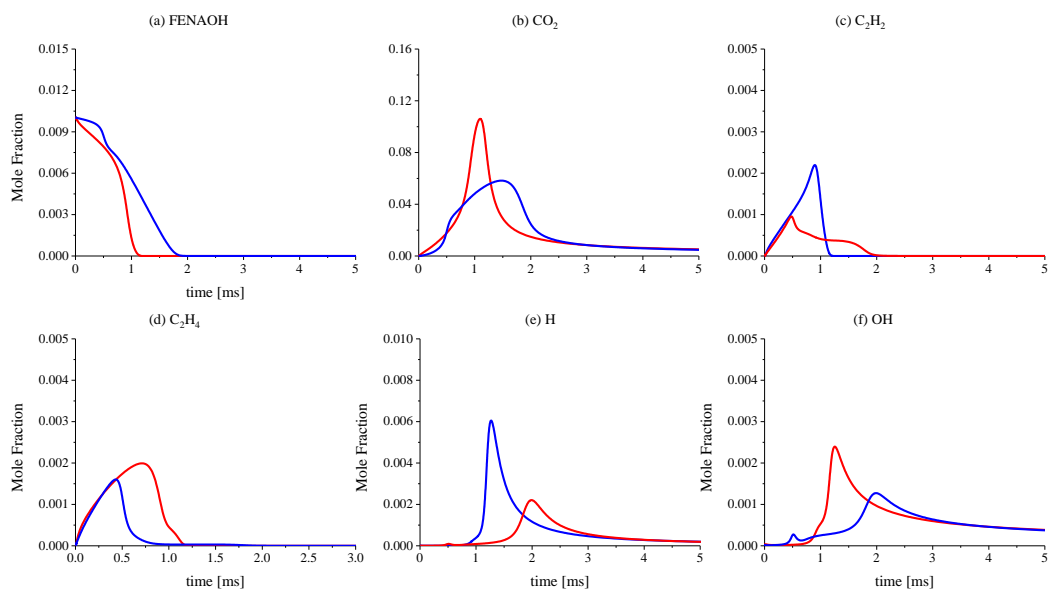 (a) FENAOH
(b) CO₂
(c) C₂H₂
Mole Fraction
0.015
0.012
0.009
0.006
0.003
0.000
0 1 2 3 4 5
time [ms]
0.16
0.12
0.08
0.04
0.00
0 1 2 3 4 5
time [ms]
0.005
0.004
0.003
0.002
0.001
0.000
0 1 2 3 4 5
time [ms]
(d) C₂H₄
(e) H
(f) OH
Mole Fraction
0.005
0.004
0.003
0.002
0.001
0.000
0.0 0.5 1.0 1.5 2.0 2.5 3.0
time [ms]
Mole Fraction
0.010
0.008
0.006
0.004
0.002
0.000
0 1 2 3 4 5
time [ms]
Mole Fraction
0.005
0.004
0.003
0.002
0.001
0.000
0 1 2 3 4 5
time [ms]